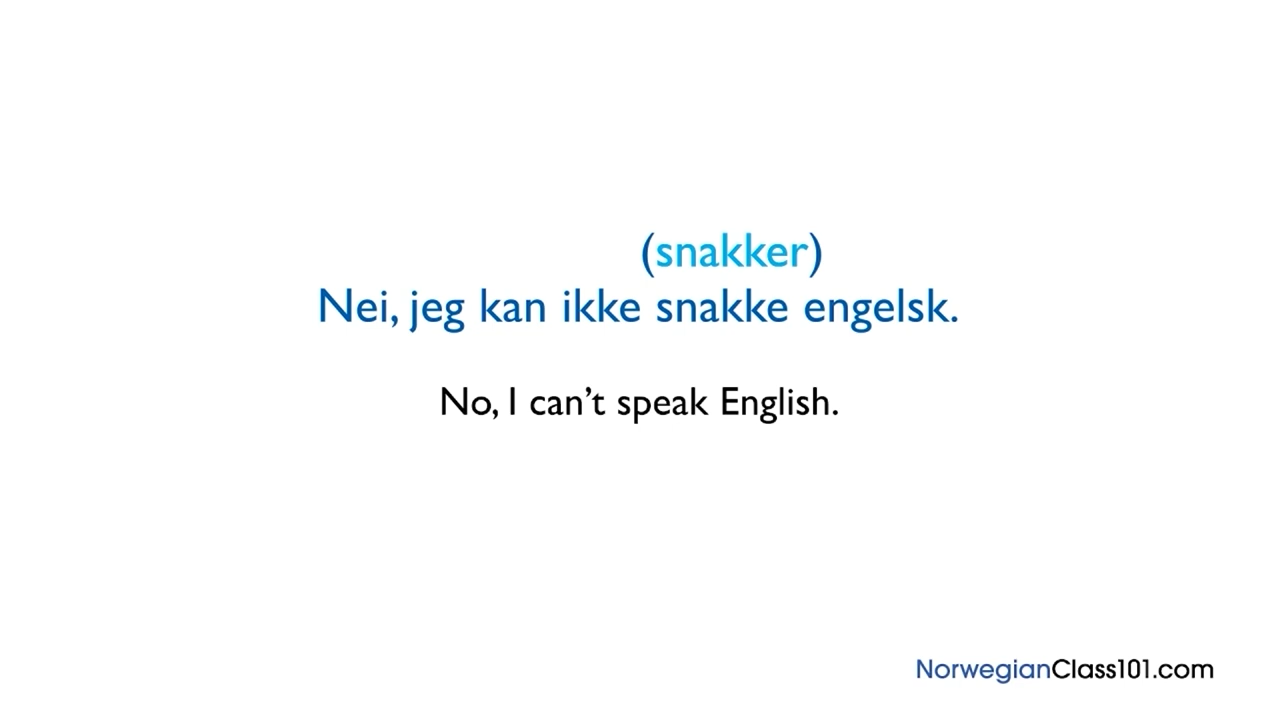 (snakker)
Nei, jeg kan ikke snakke engelsk.
No, I can't speak English.
NorwegianClass101.com